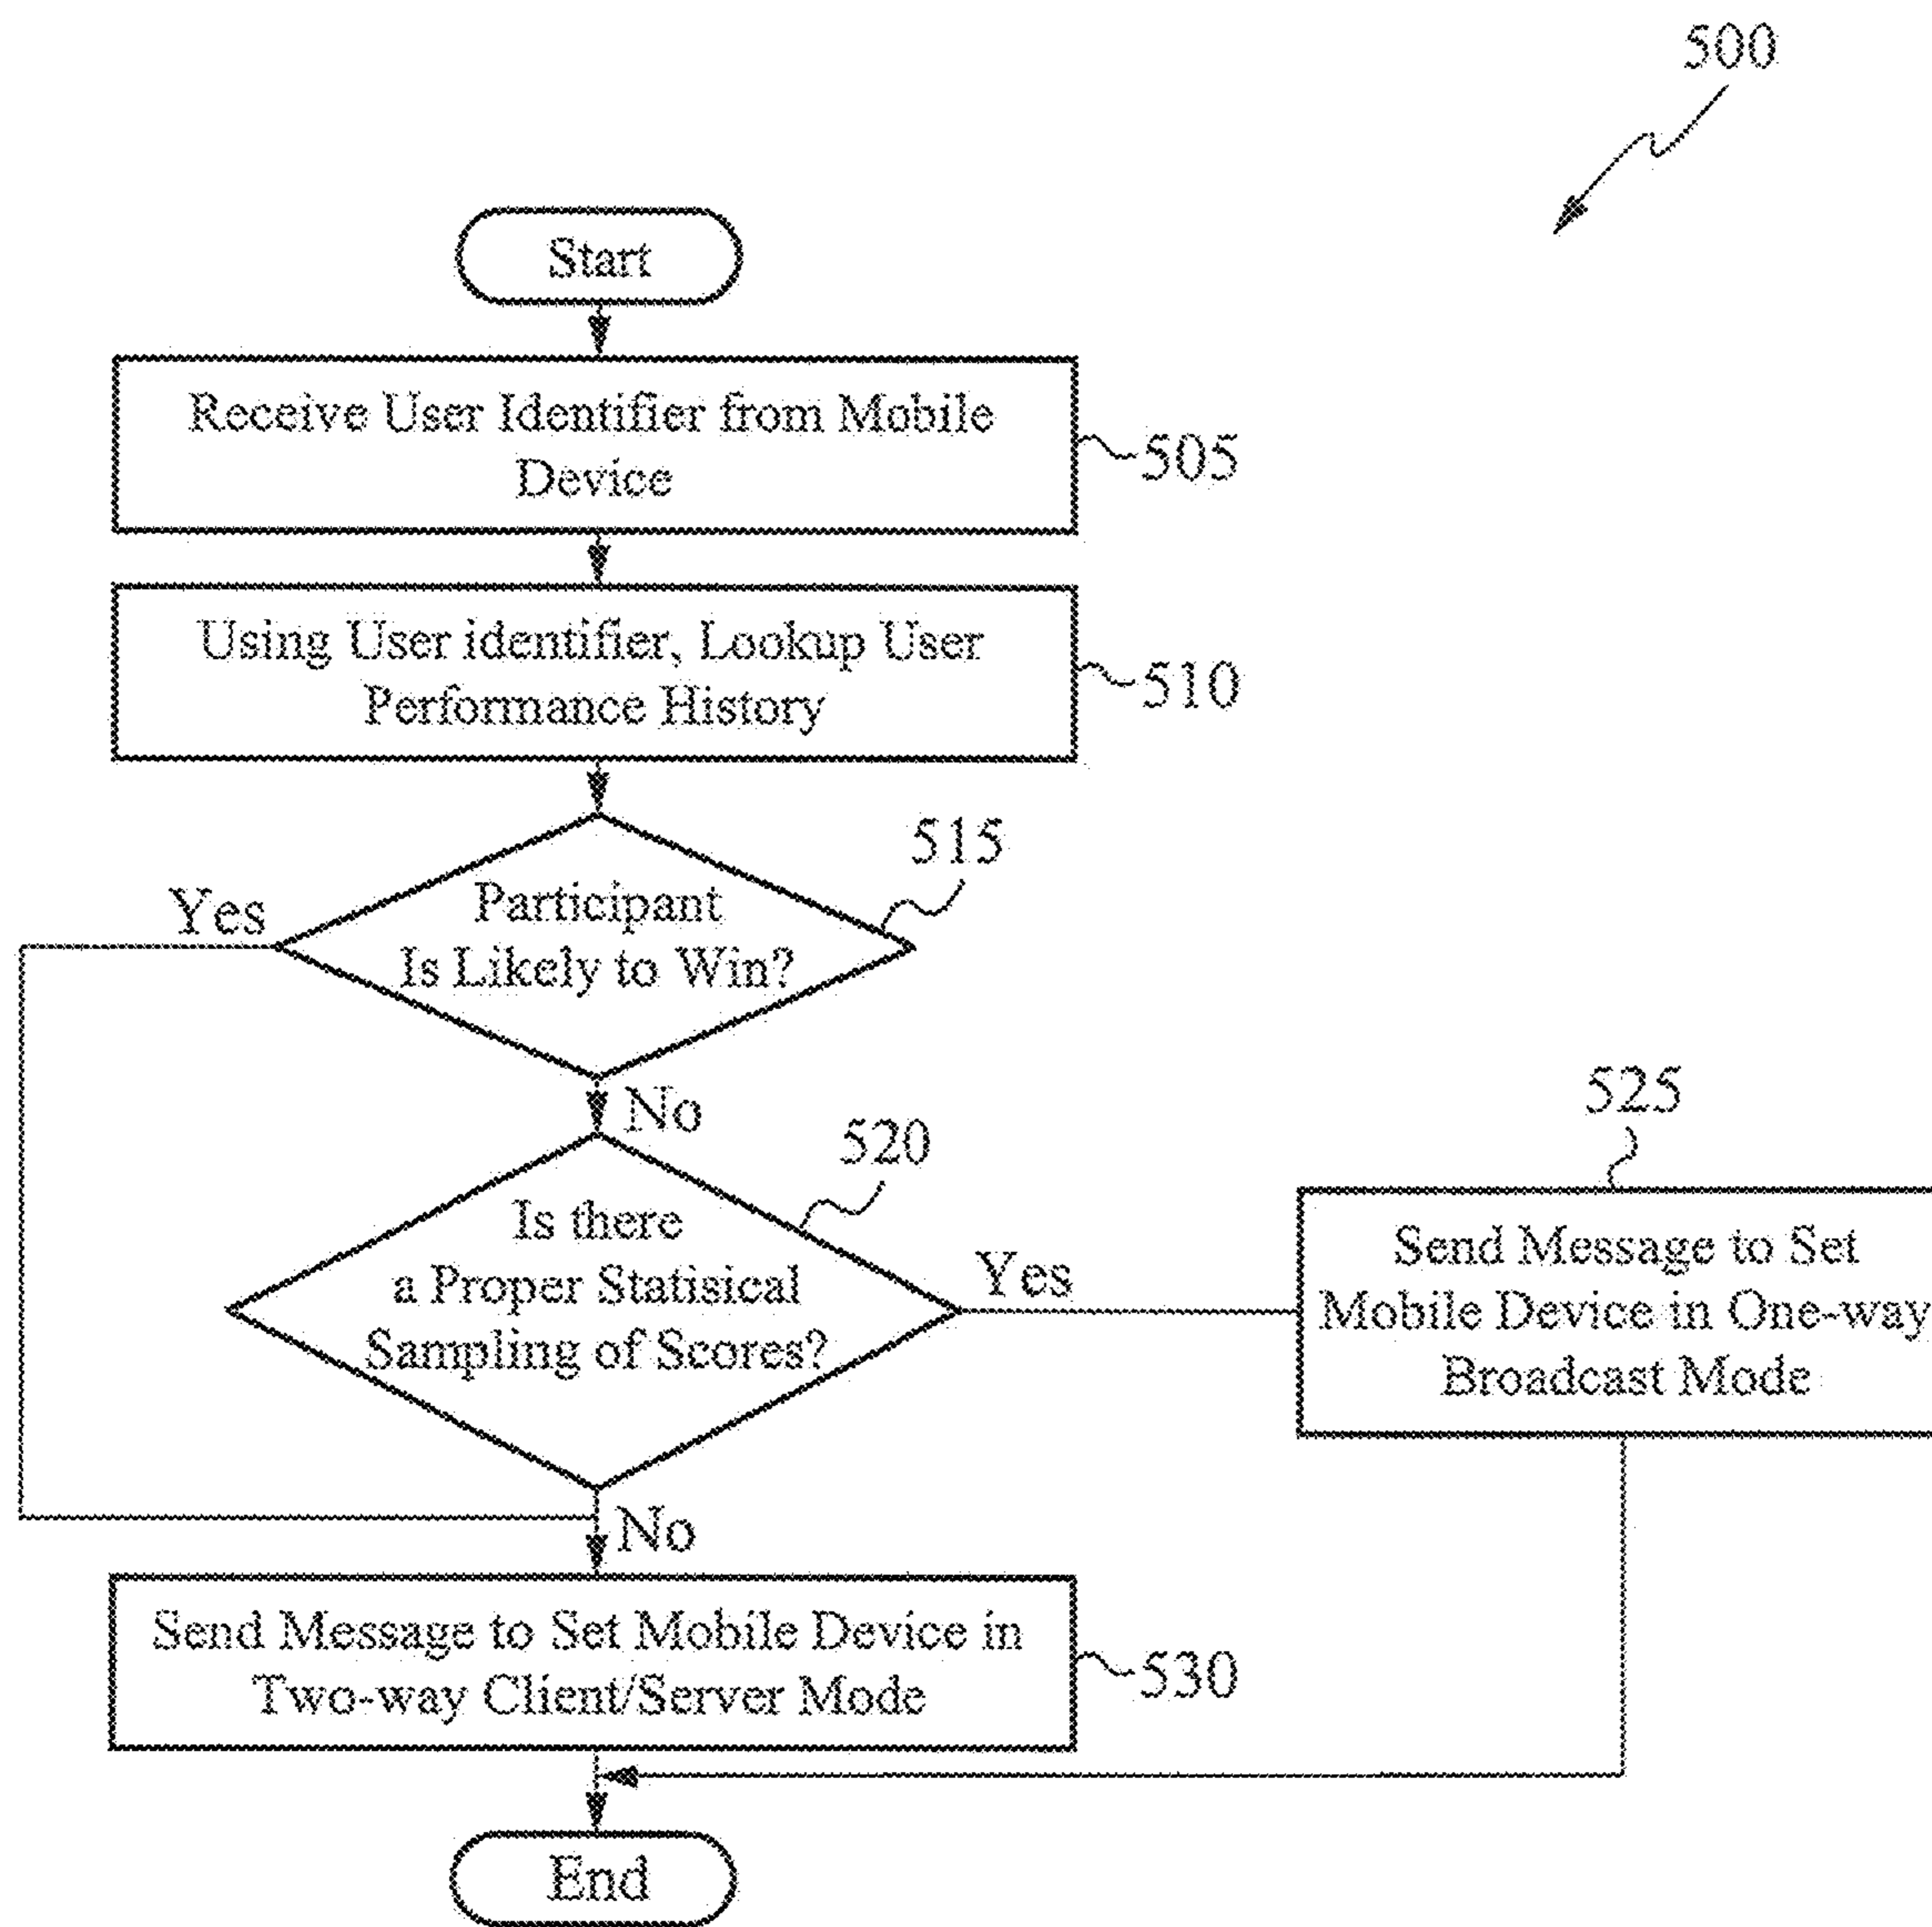 500
Start
Receive User Identifier from Mobile
Device
505
Using User identifier, Lookup User
Performance History
510
515
Yes
Participant
Is Likely to Win?
No
520
525
Is there
a Proper Statisical
Sampling of Scores?
Yes
Send Message to Set
Mobile Device in One-way
Broadcast Mode
No
Send Message to Set Mobile Device in
Two-way Client/Server Mode
530
End